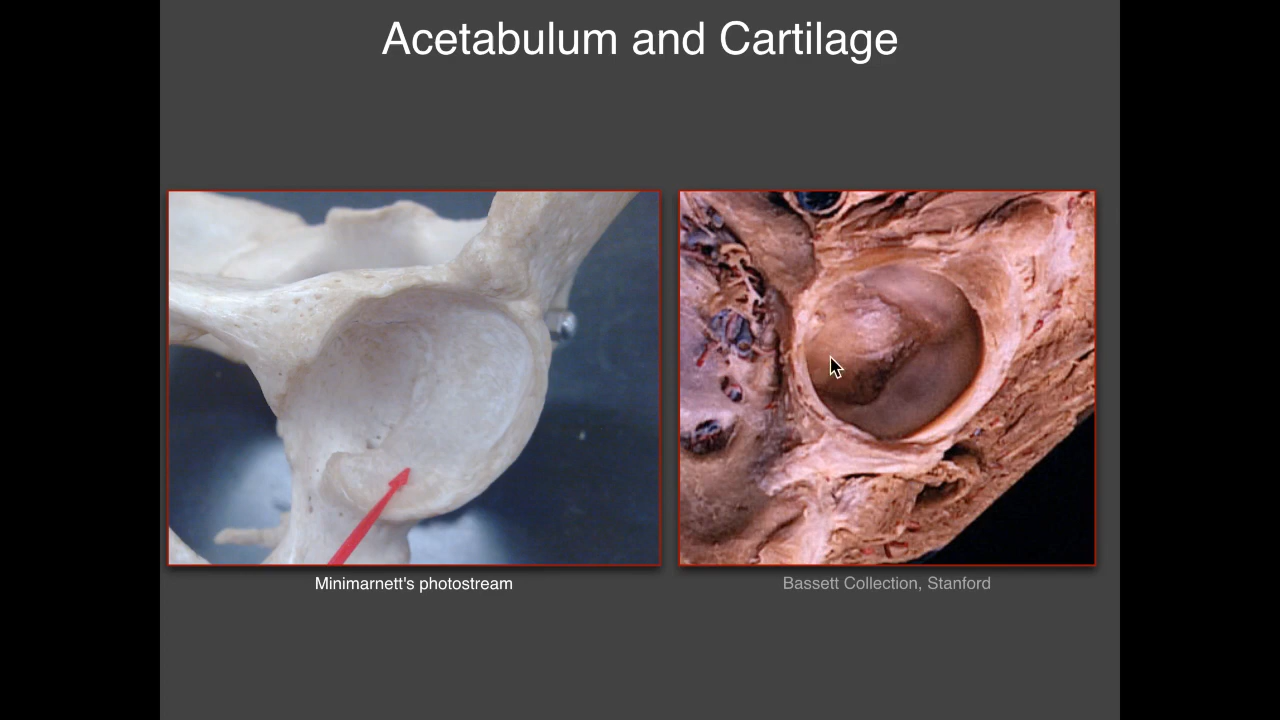 Acetabulum and Cartilage
Minimarnett's photostream
Bassett Collection, Stanford